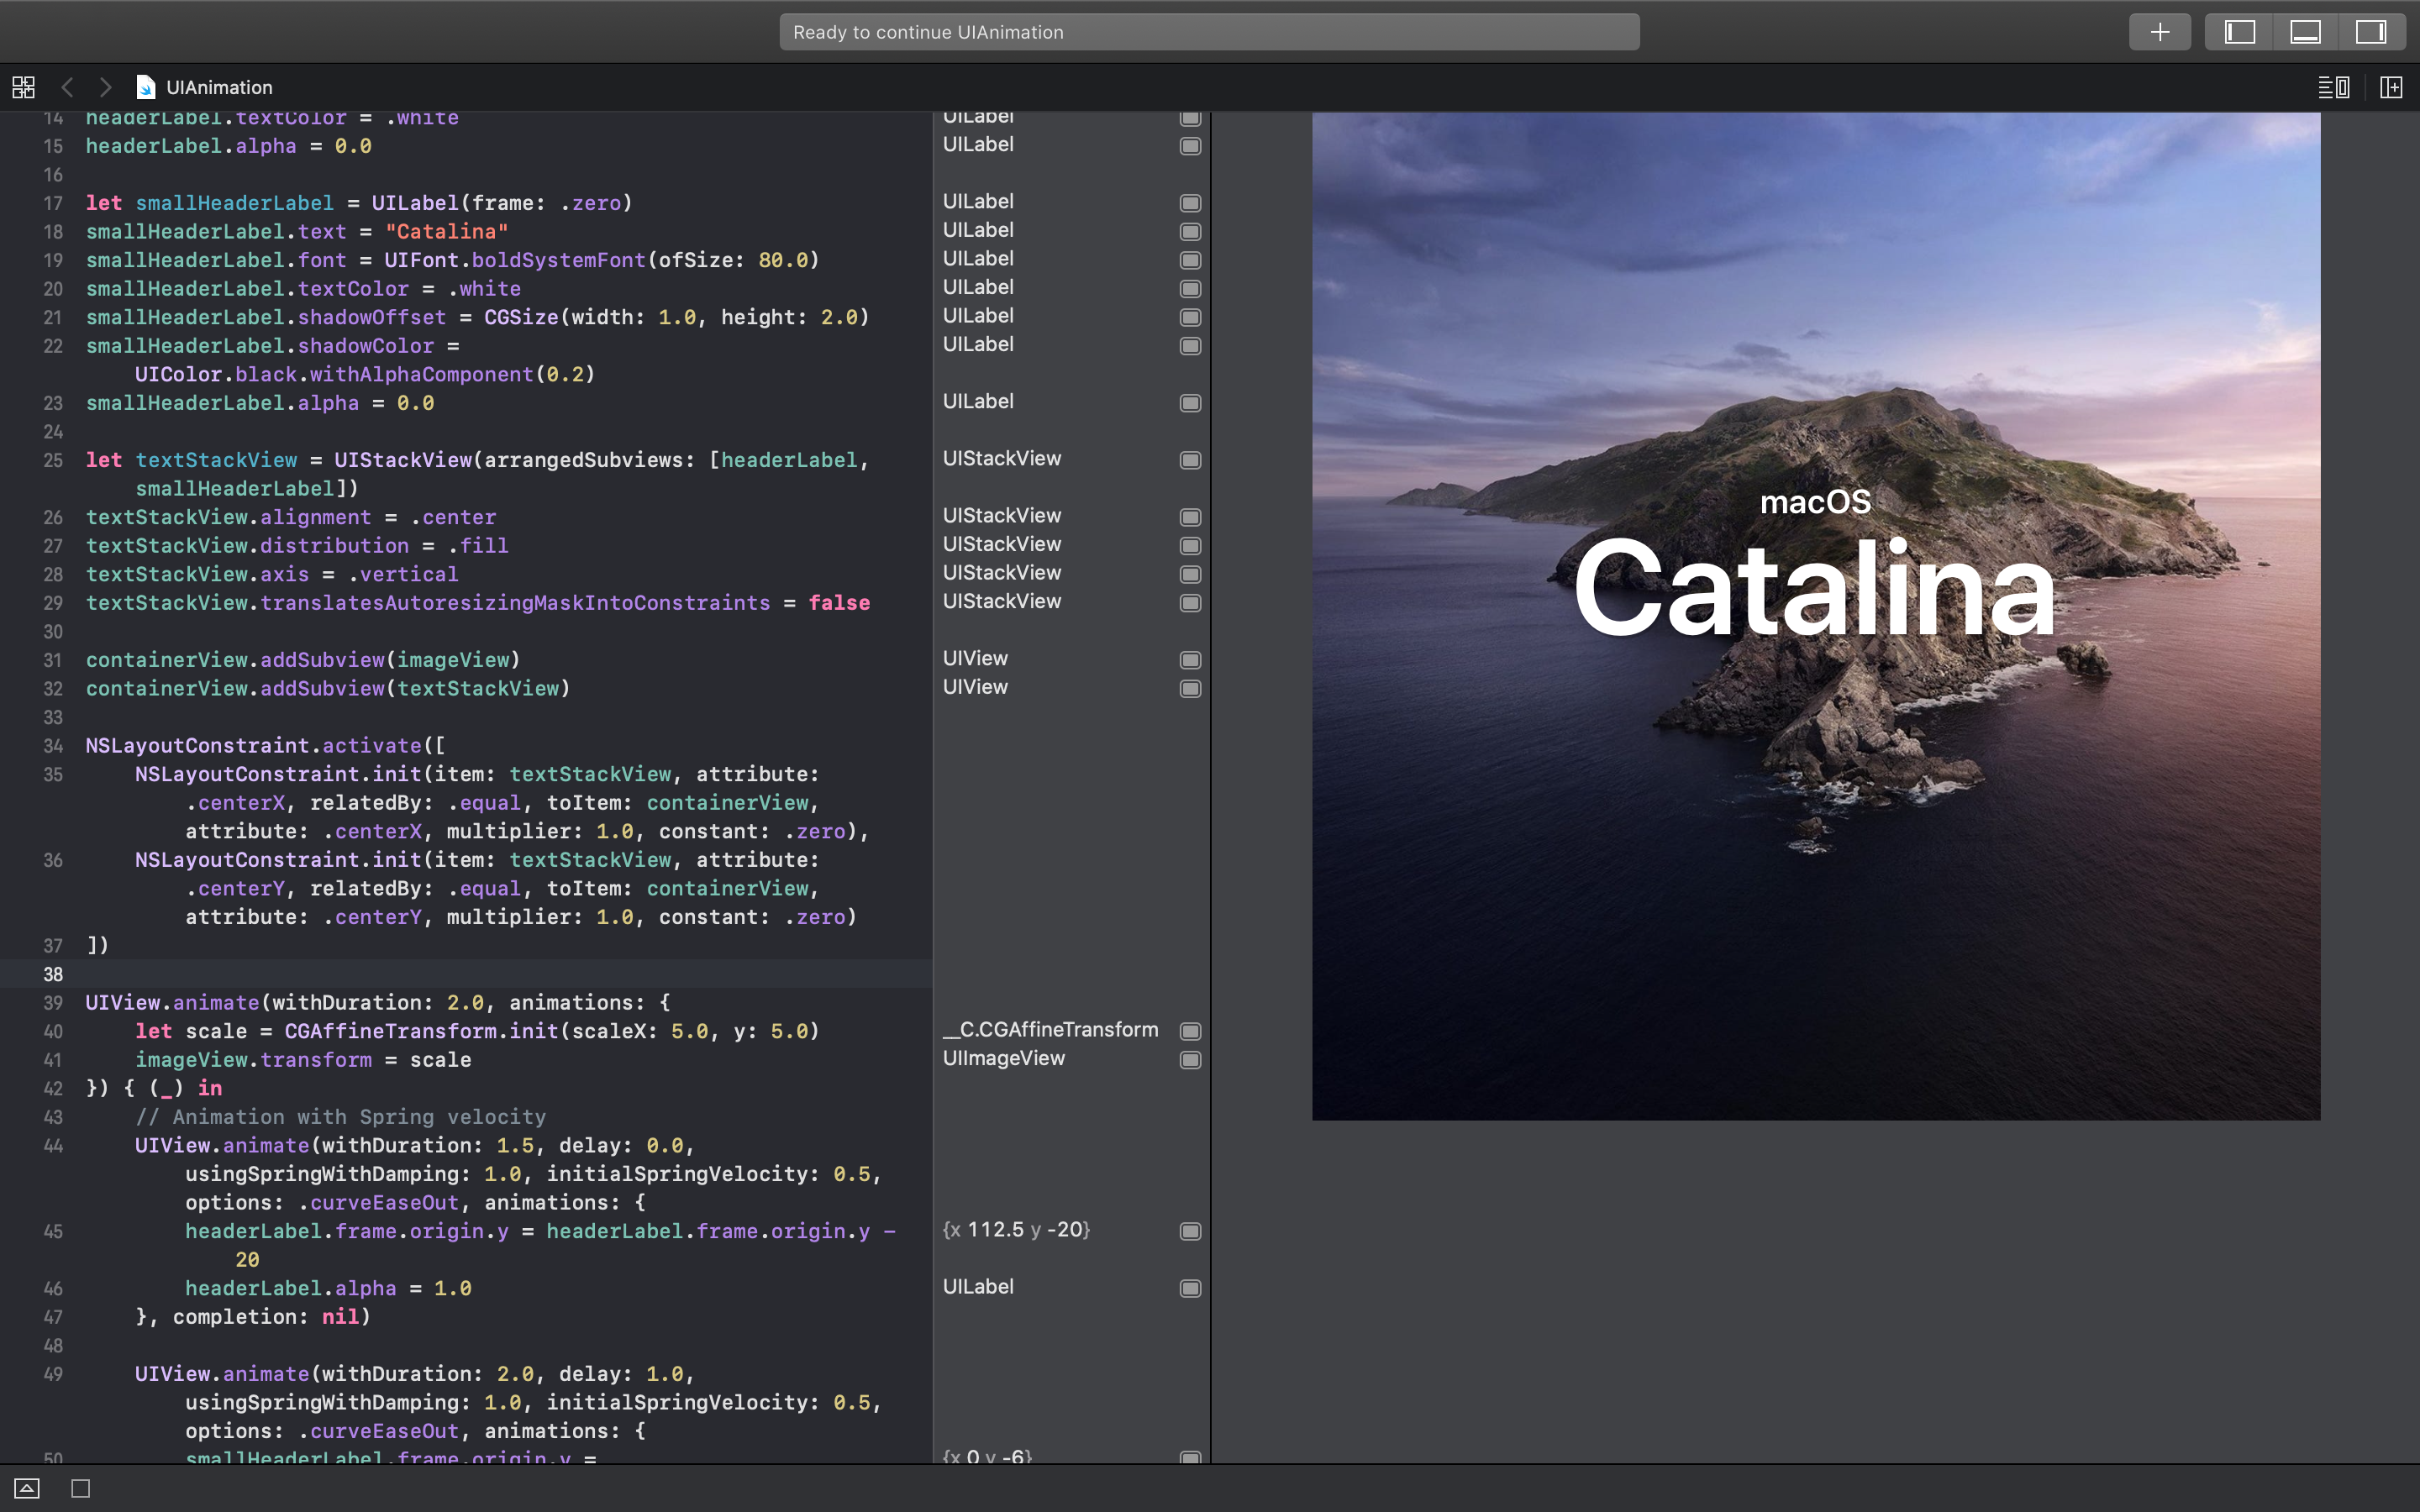 Ready to continue UIAnimation
UIAnimation
14 headerLabel.textColor = .white UILabel
15 headerLabel.alpha = 0.0 UILabel
16
17 let smallHeaderLabel = UILabel(frame: .zero) UILabel
18 smallHeaderLabel.text = "Catalina" UILabel
19 smallHeaderLabel.font = UIFont.boldSystemFont(ofSize: 80.0) UILabel
20 smallHeaderLabel.textColor = .white UILabel
21 smallHeaderLabel.shadowOffset = CGSize(width: 1.0, height: 2.0) UILabel
22 smallHeaderLabel.shadowColor = UILabel
UIColor.black.withAlphaComponent(0.2)
23 smallHeaderLabel.alpha = 0.0 UILabel
24
25 let textStackView = UIStackView(arrangedSubviews: [headerLabel, UIStackView
smallHeaderLabel])
26 textStackView.alignment = .center UIStackView
27 textStackView.distribution = .fill UIStackView
28 textStackView.axis = .vertical UIStackView
29 textStackView.translatesAutoresizingMaskIntoConstraints = false UIStackView
30
31 containerView.addSubview(imageView) UIView
32 containerView.addSubview(textStackView) UIView
33
34 NSLayoutConstraint.activate([
35 NSLayoutConstraint.init(item: textStackView, attribute:
.centerX, relatedBy: .equal, toItem: containerView,
attribute: .centerX, multiplier: 1.0, constant: .zero),
36 NSLayoutConstraint.init(item: textStackView, attribute:
.centerY, relatedBy: .equal, toItem: containerView,
attribute: .centerY, multiplier: 1.0, constant: .zero)
37 ])
38
39 UIView.animate(withDuration: 2.0, animations: {
40 let scale = CGAffineTransform.init(scaleX: 5.0, y: 5.0) __C.CGAffineTransform
41 imageView.transform = scale UIImageView
42 }) { (_) in
43 // Animation with Spring velocity
44 UIView.animate(withDuration: 1.5, delay: 0.0,
usingSpringWithDamping: 1.0, initialSpringVelocity: 0.5,
options: .curveEaseOut, animations: {
45 headerLabel.frame.origin.y = headerLabel.frame.origin.y - {x 112.5 y -20}
20
46 headerLabel.alpha = 1.0 UILabel
47 }, completion: nil)
48
49 UIView.animate(withDuration: 2.0, delay: 1.0,
usingSpringWithDamping: 1.0, initialSpringVelocity: 0.5,
options: .curveEaseOut, animations: {
50 smallHeaderLabel.frame.origin.y = {x 0 y -6}
macOS
Catalina